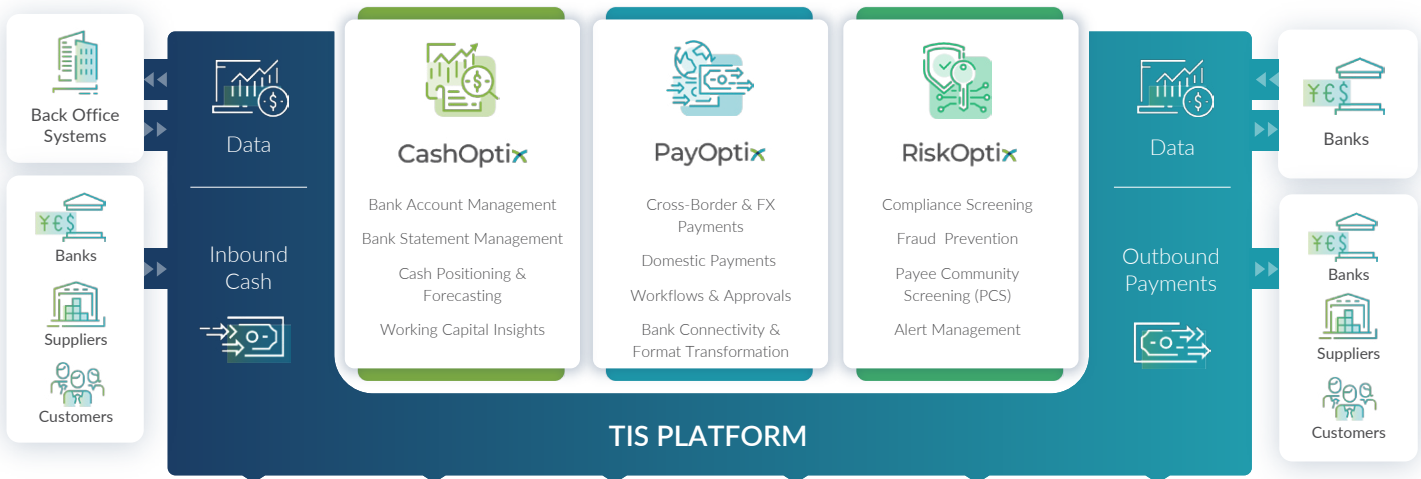 Back Office
Systems
¥€$
Banks
Suppliers
Customers
Data
$
Inbound
Cash
$
CashOptix
Bank Account Management
Bank Statement Management
Cash Positioning &
Forecasting
Working Capital Insights
PayOptix
Cross-Border & FX
Payments
Domestic Payments
Workflows & Approvals
Bank Connectivity &
Format Transformation
RiskOptix
Compliance Screening
Fraud Prevention
Payee Community
Screening (PCS)
Alert Management
Data
$
Outbound
Payments
¥€$
Banks
¥€$
Banks
Suppliers
Customers
TIS PLATFORM